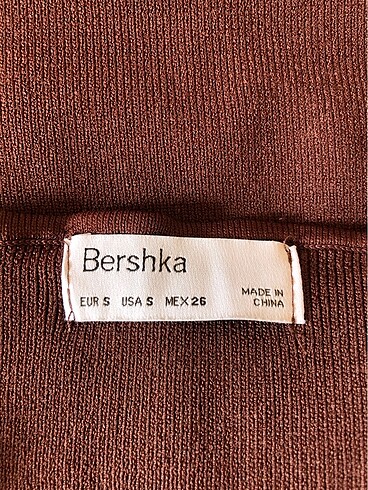 Bershka
EUR S USA S MEX 26
MADE IN
CHINA